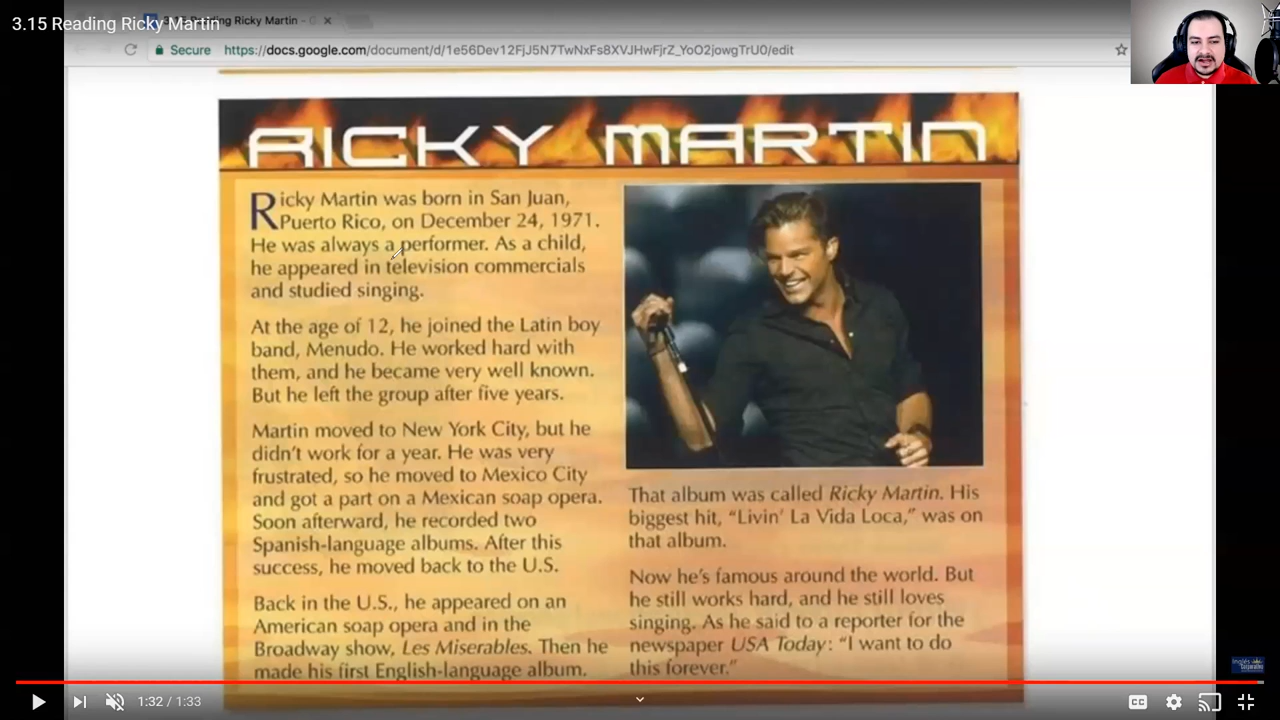 3.15 Reading Ricky Martin
3.15 Reading Ricky Martin - G
Secure
https://docs.google.com/document/d/1e56Dev12FjJ5N7TwNxFs8XVJHwFjrZ_YoO2jowgTrU0/edit
RICKY MARTIN
Ricky Martin was born in San Juan,
Puerto Rico, on December 24, 1971.
He was always a performer. As a child,
he appeared in television commercials
and studied singing.
At the age of 12, he joined the Latin boy
band, Menudo. He worked hard with
them, and he became very well known.
But he left the group after five years.
Martin moved to New York City, but he
didn't work for a year. He was very
frustrated, so he moved to Mexico City
and got a part on a Mexican soap opera.
Soon afterward, he recorded two
Spanish-language albums. After this
success, he moved back to the U.S.
Back in the U.S., he appeared on an
American soap opera and in the
Broadway show, Les Miserables. Then he
made his first English-language album.
That album was called Ricky Martin. His
biggest hit, “Livin’ La Vida Loca,” was on
that album.
Now he's famous around the world. But
he still works hard, and he still loves
singing. As he said to a reporter for the
newspaper USA Today: “I want to do
this forever.”
Inglés
Corporativo
1:32 / 1:33
CC